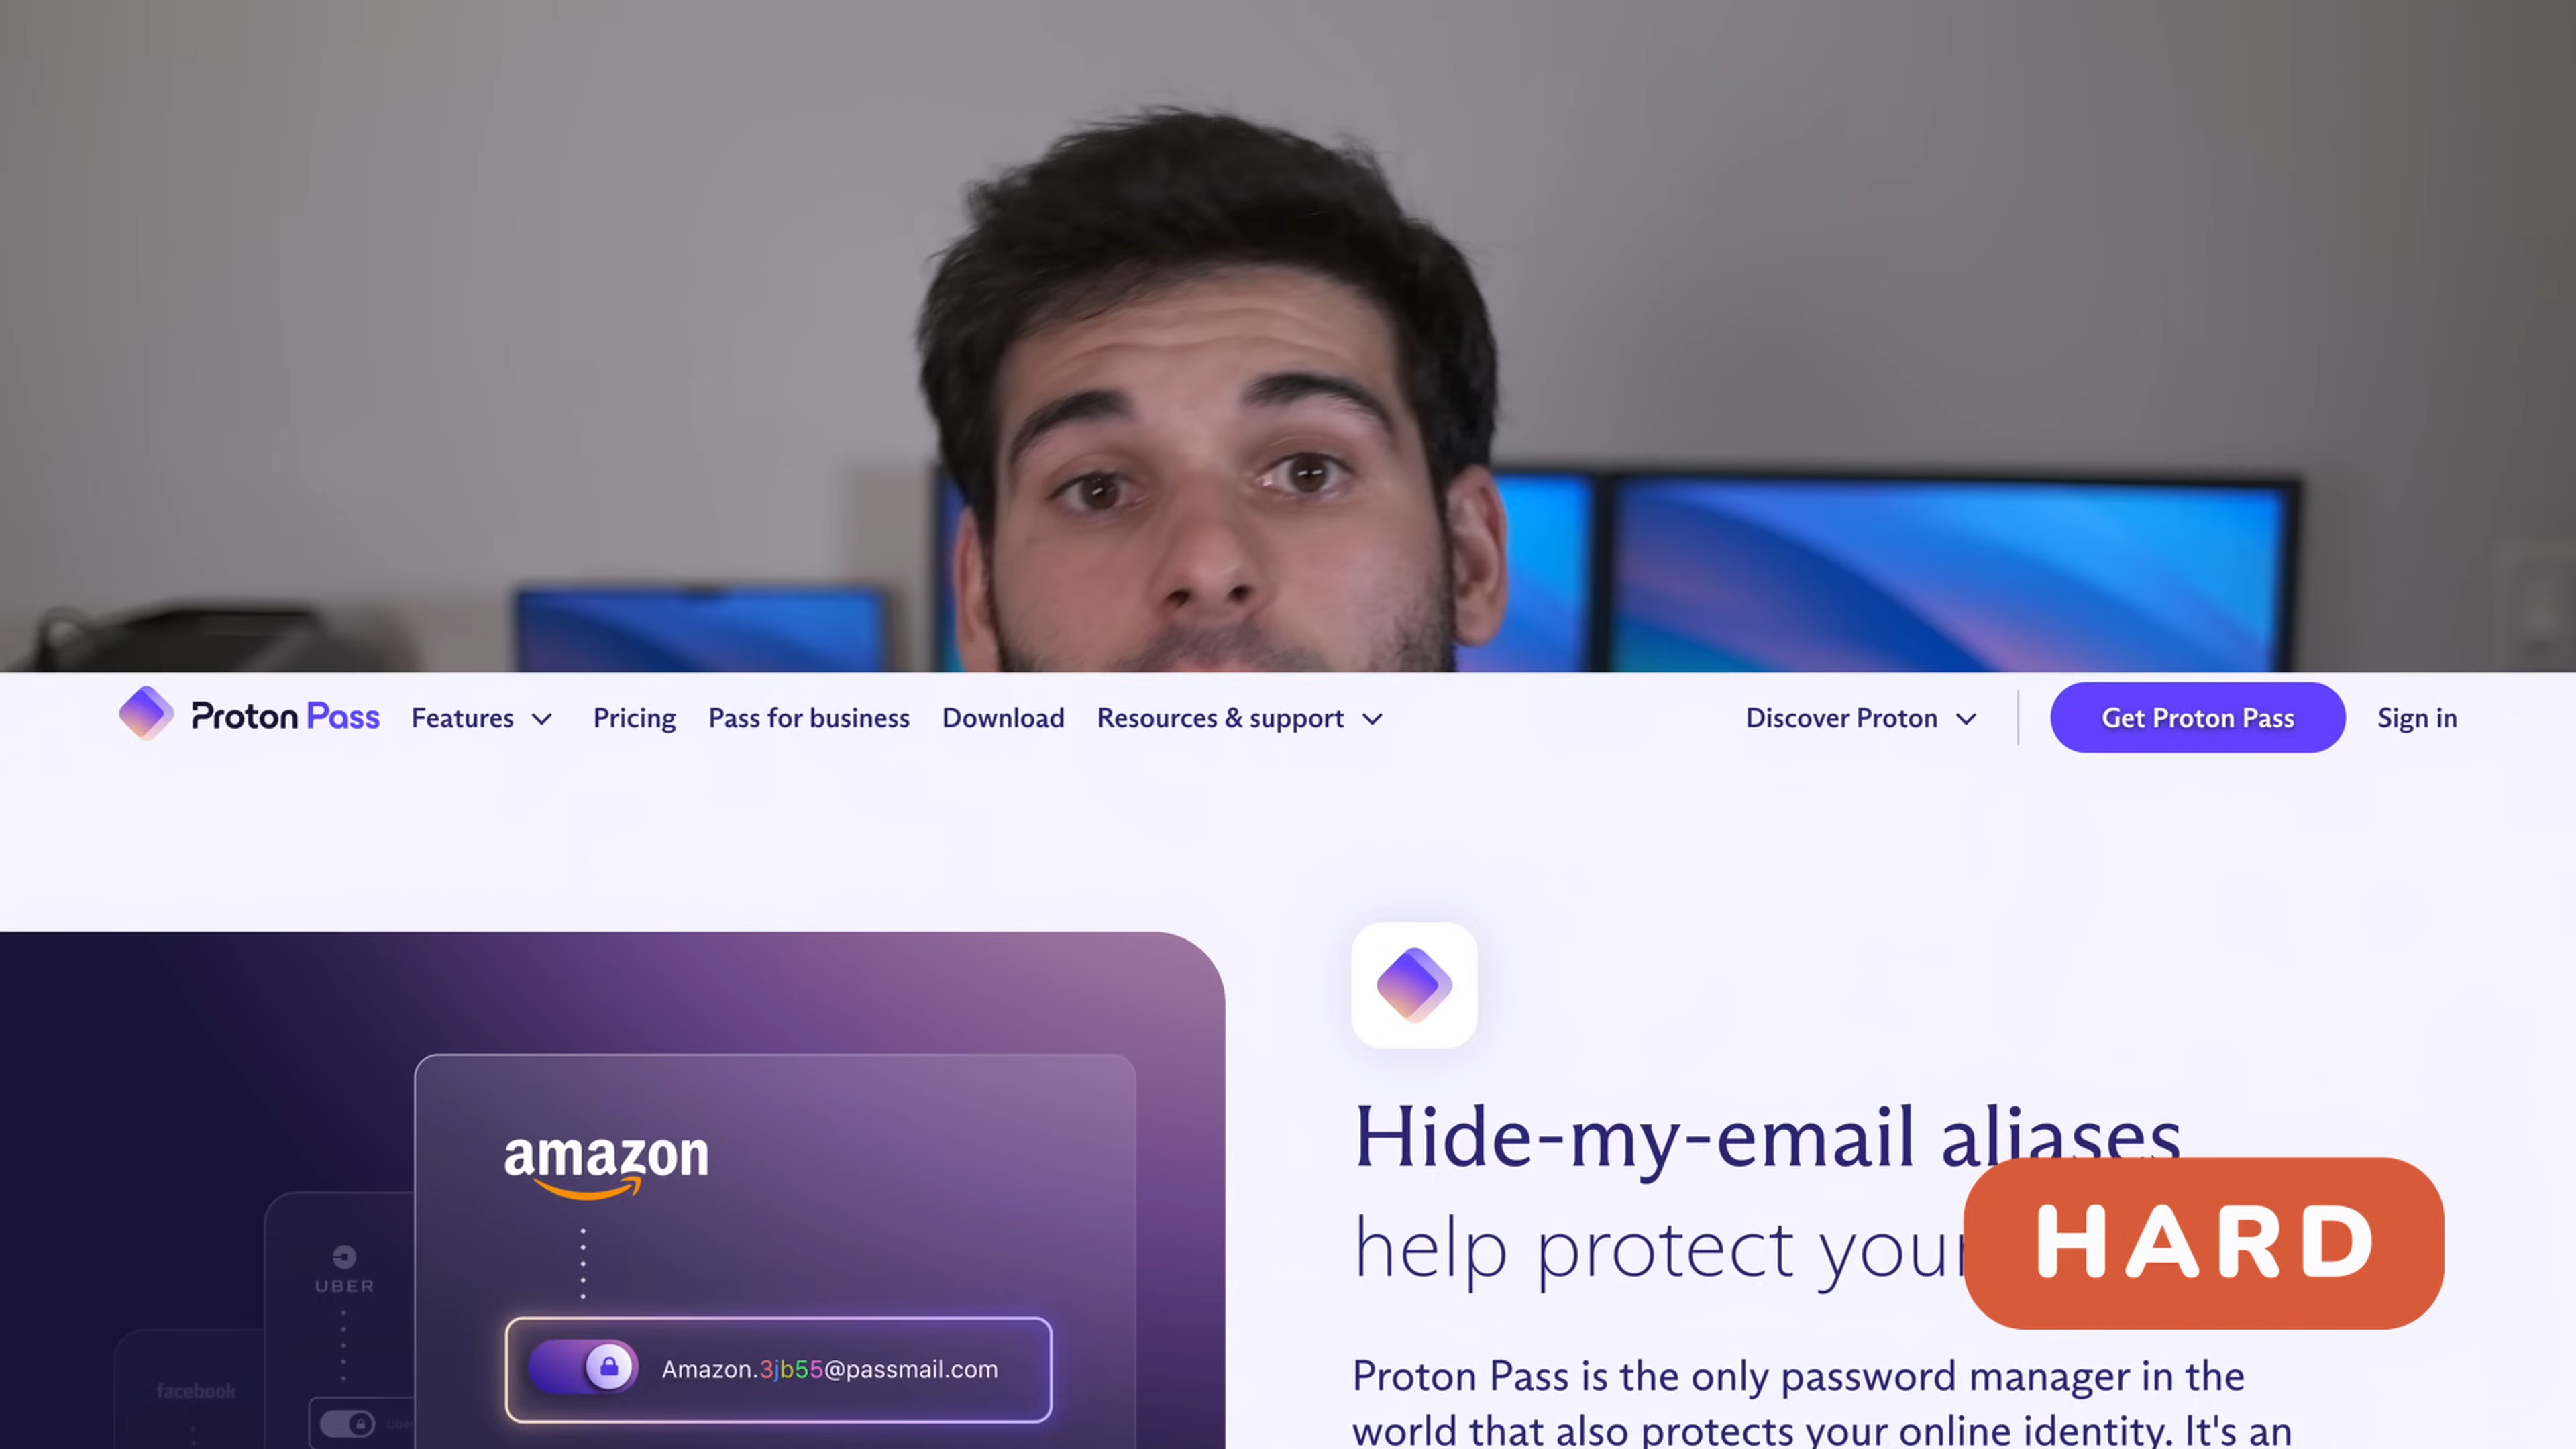 Proton Pass Features Pricing Pass for business Download Resources & support Discover Proton Get Proton Pass Sign in
amazon
UBER
facebook
Amazon.3jb55@passmail.com
Uber
Hide-my-email aliases
help protect your
HARD
Proton Pass is the only password manager in the
world that also protects your online identity. It's an